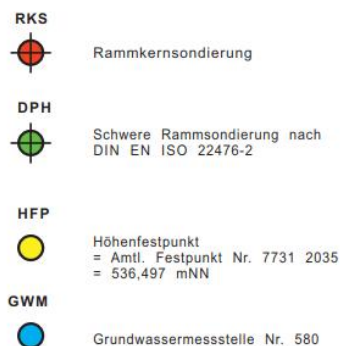 RKS
Rammkernsondierung
DPH
Schwere Rammsondierung nach
DIN EN ISO 22476-2
HFP
Höhenfestpunkt
= Amtl. Festpunkt Nr. 7731 2035
= 536,497 mNN
GWM
Grundwassermessstelle Nr. 580